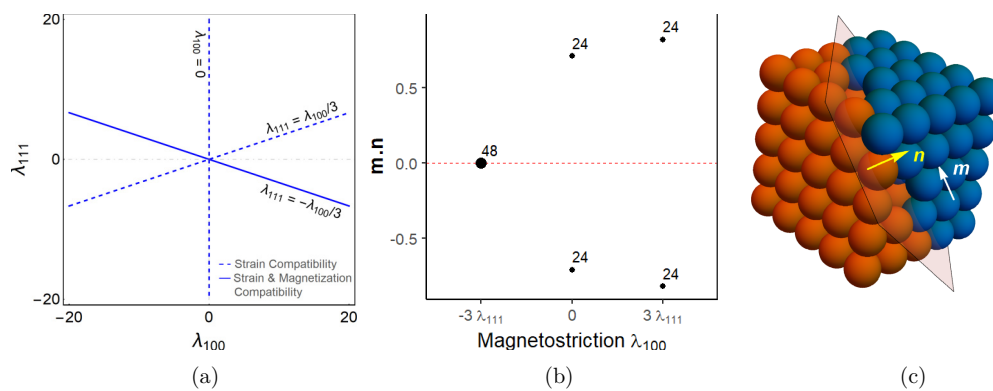 20
0
−20
−20
0
20
λ₁₁₁
λ₁₀₀
λ₁₀₀ = 0
λ₁₁₁ = λ₁₀₀/3
λ₁₁₁ = −λ₁₀₀/3
Strain Compatibility
Strain & Magnetization
Compatibility
(a)
m.n
0.5
0.0
-0.5
24
24
48
24
24
-3 λ₁₁₁
0
3 λ₁₁₁
Magnetostriction λ₁₀₀
(b)
n
m
(c)